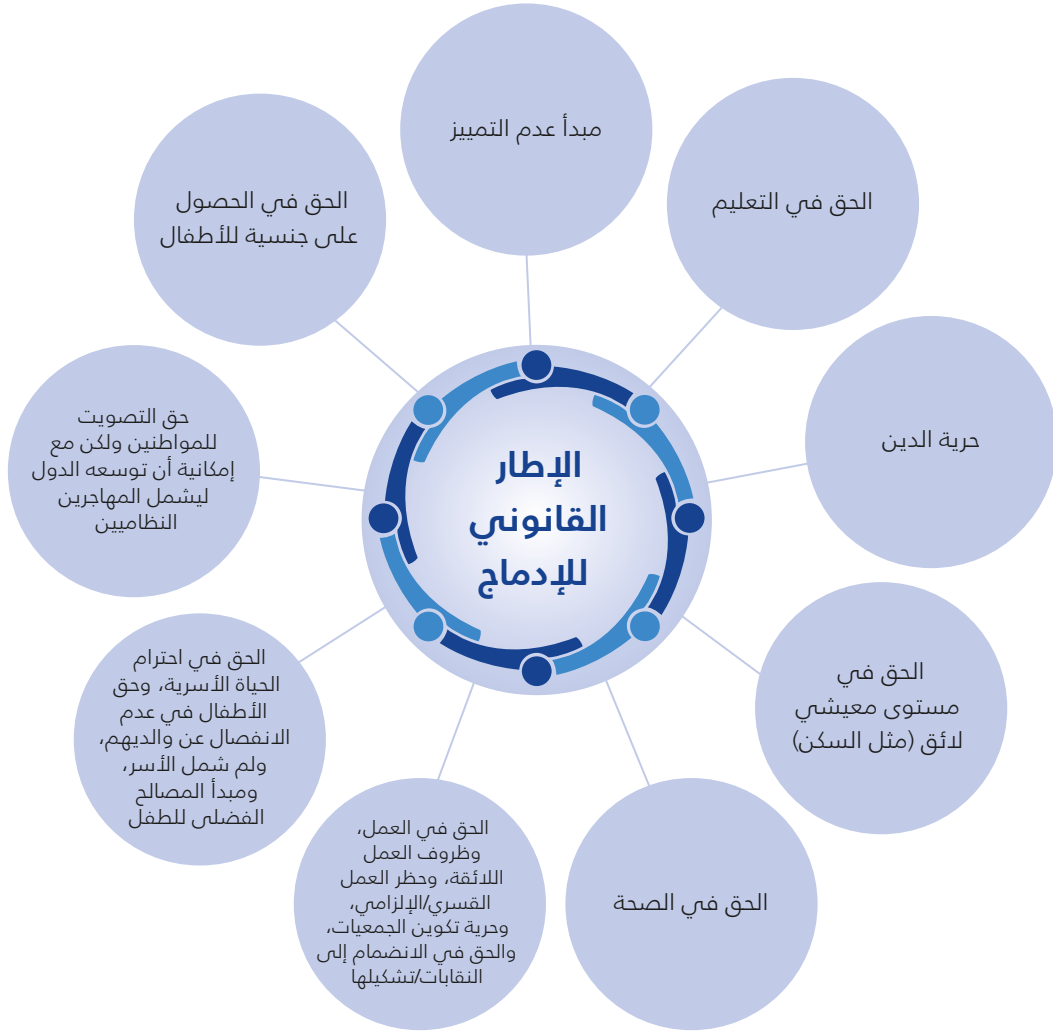 مبدأ عدم التمييز
الحق في التعليم
حرية الدين
الحق في
مستوى معيشي
لائق (مثل السكن)
الحق في الصحة
الحق في العمل،
وظروف العمل
اللائقة، وحظر العمل
القسري/الإلزامي،
وحرية تكوين الجمعيات،
والحق في الانضمام إلى
النقابات/تشكيلها
الحق في احترام
الحياة الأسرية، وحق
الأطفال في عدم
الانفصال عن والديهم،
ولم شمل الأسر،
ومبدأ المصالح
الفضلى للطفل
حق التصويت
للمواطنين ولكن مع
إمكانية أن توسعه الدول
ليشمل المهاجرين
النظاميين
الحق في الحصول
على جنسية للأطفال
الإطار
القانوني
للإدماج